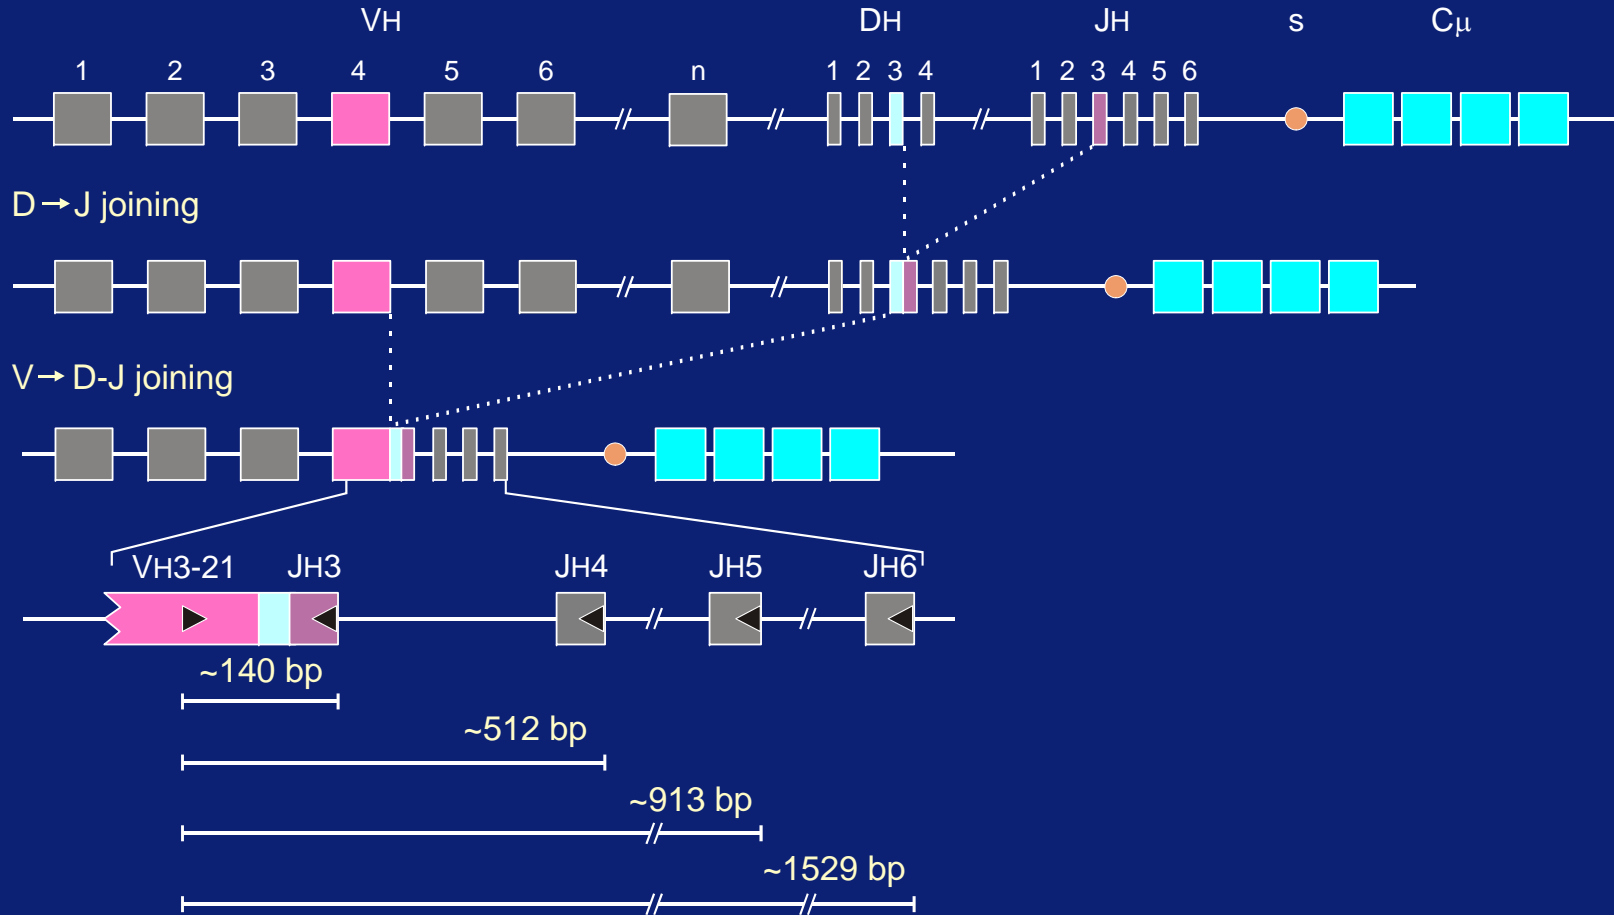 VH DH JH s Cμ
1 2 3 4 5 6 n 1 2 3 4 1 2 3 4 5 6
D→J joining
V→D-J joining
VH3-21 JH3 JH4 JH5 JH6
~140 bp
~512 bp
~913 bp
~1529 bp